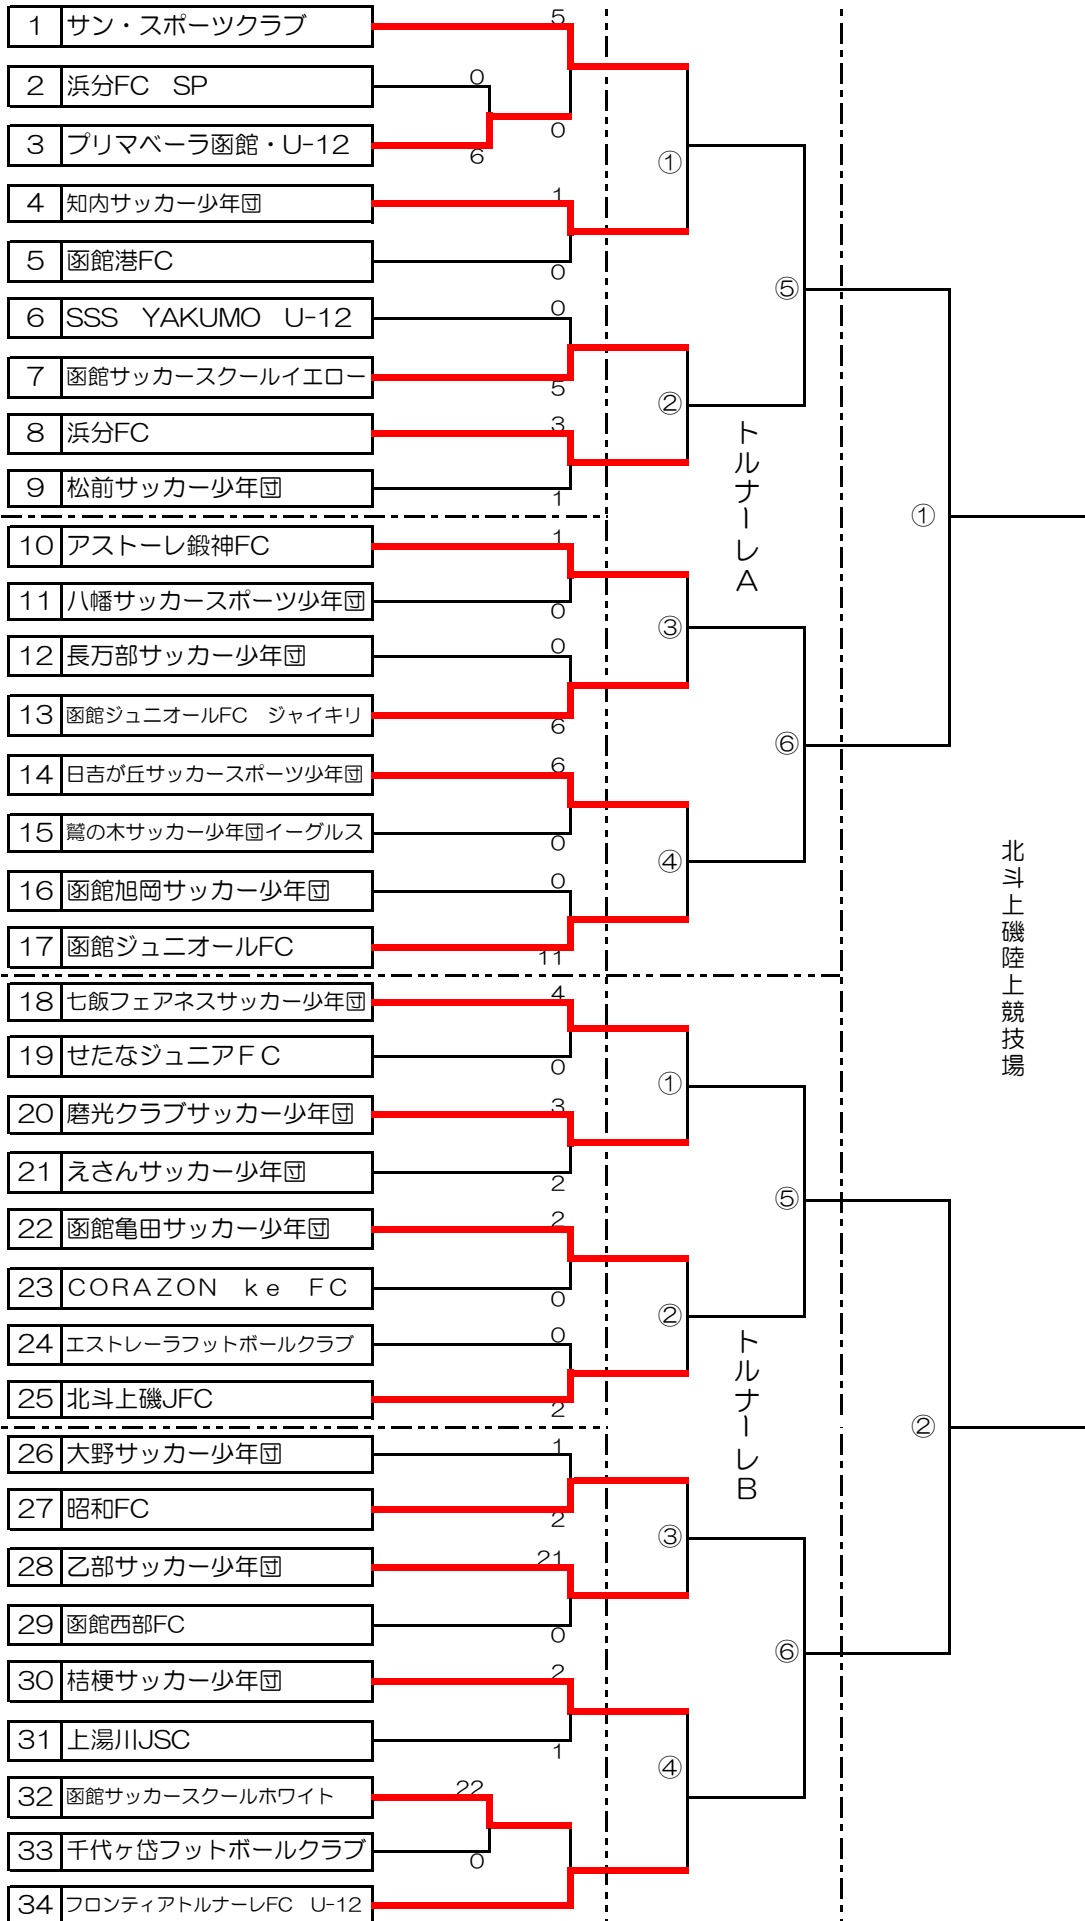 1 サン・スポーツクラブ 5
2 浜分FC SP 0
0
3 プリマベーラ函館・U-12 6
①
4 知内サッカー少年団 1
5 函館港FC 0
⑤
6 SSS YAKUMO U-12 0
7 函館サッカースクールイエロー 5
②
8 浜分FC 3
9 松前サッカー少年団 1
トルナーレA
①
10 アストーレ鍛神FC 1
11 八幡サッカースポーツ少年団 0
③
12 長万部サッカー少年団 0
13 函館ジュニオールFC ジャイキリ 6
⑥
14 日吉が丘サッカースポーツ少年団 6
15 鷲の木サッカー少年団イーグルス 0
④
16 函館旭岡サッカー少年団 0
17 函館ジュニオールFC 11
北斗上磯陸上競技場
18 七飯フェアネスサッカー少年団 4
19 せたなジュニアFC 0
①
20 磨光クラブサッカー少年団 3
21 えさんサッカー少年団 2
⑤
22 函館亀田サッカー少年団 2
23 CORAZON ke FC 0
②
24 エストレーラフットボールクラブ 0
25 北斗上磯JFC 2
トルナーレB
②
26 大野サッカー少年団 1
27 昭和FC 2
③
28 乙部サッカー少年団 21
29 函館西部FC 0
⑥
30 桔梗サッカー少年団 2
31 上湯川JSC 1
④
32 函館サッカースクールホワイト 22
33 千代ヶ岱フットボールクラブ 0
34 フロンティアトルナーレFC U-12